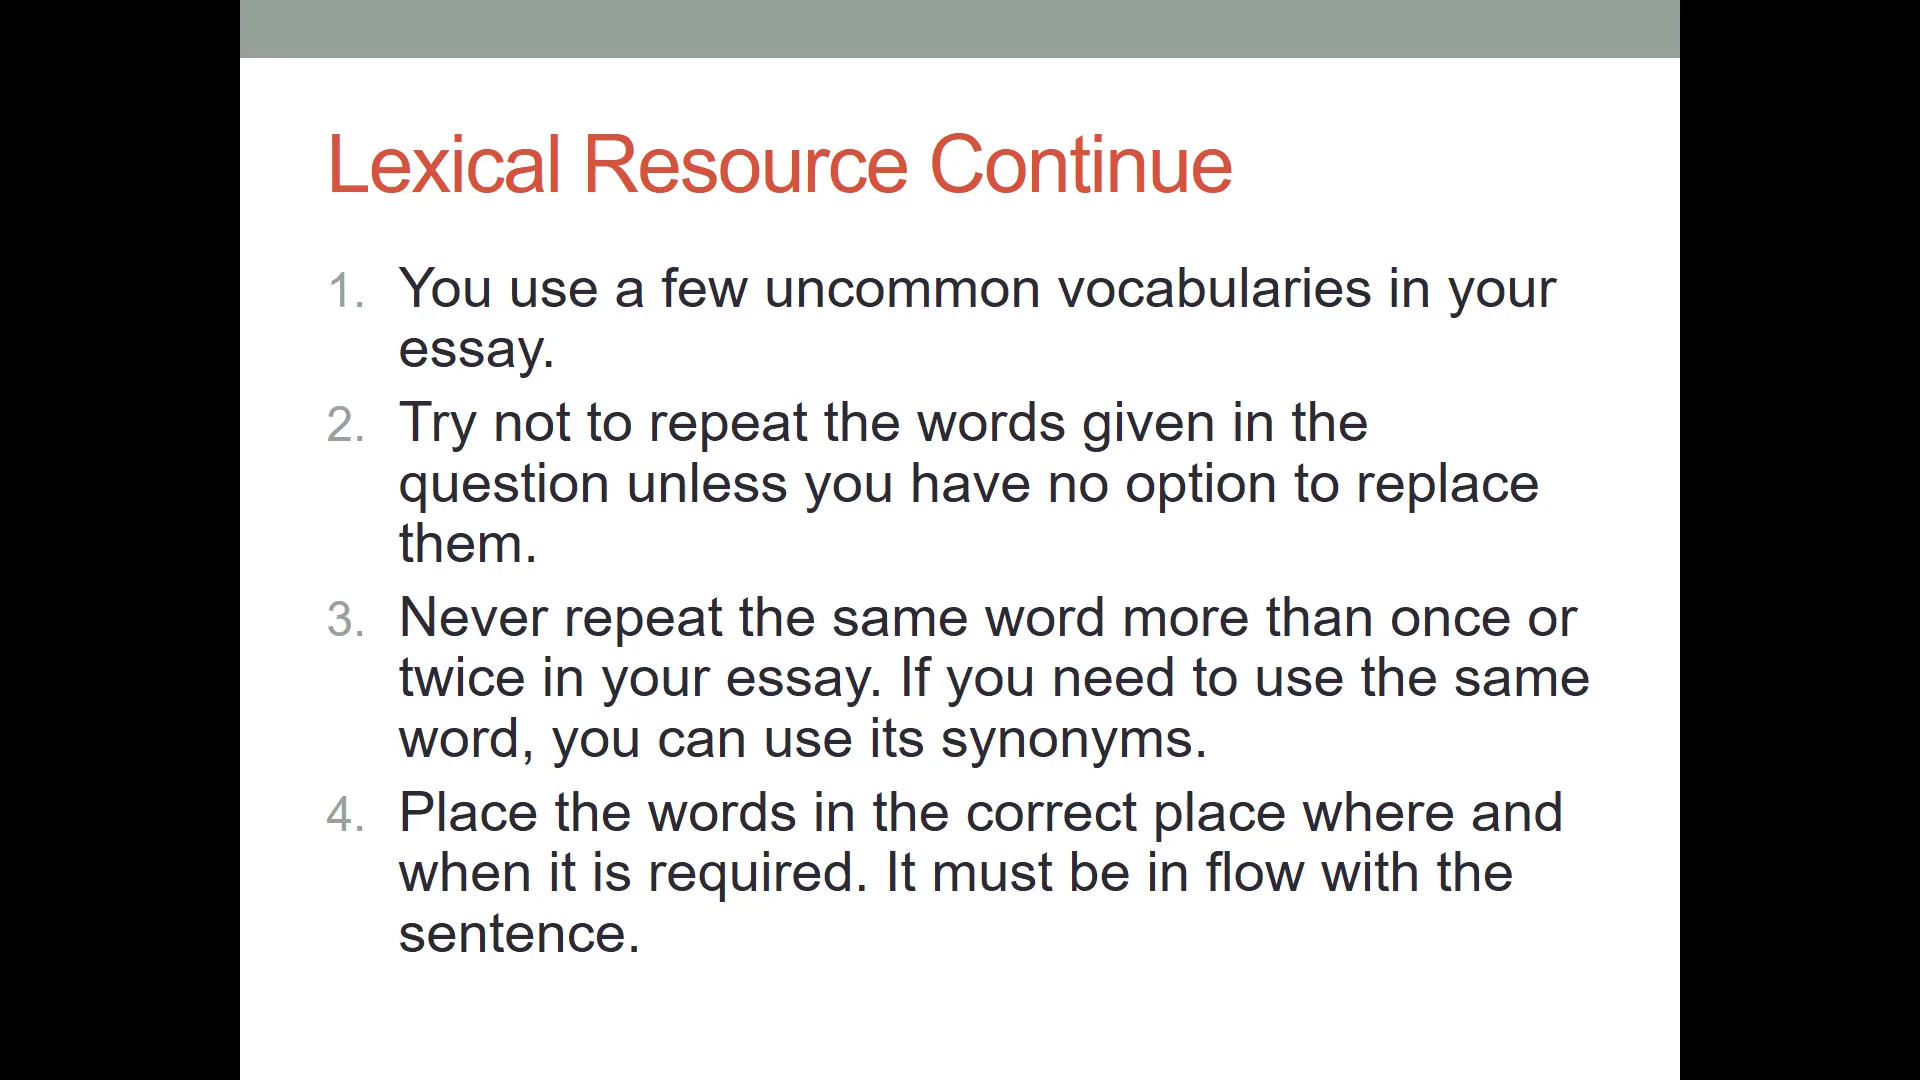 Lexical Resource Continue
1. You use a few uncommon vocabularies in your
essay.
2. Try not to repeat the words given in the
question unless you have no option to replace
them.
3. Never repeat the same word more than once or
twice in your essay. If you need to use the same
word, you can use its synonyms.
4. Place the words in the correct place where and
when it is required. It must be in flow with the
sentence.